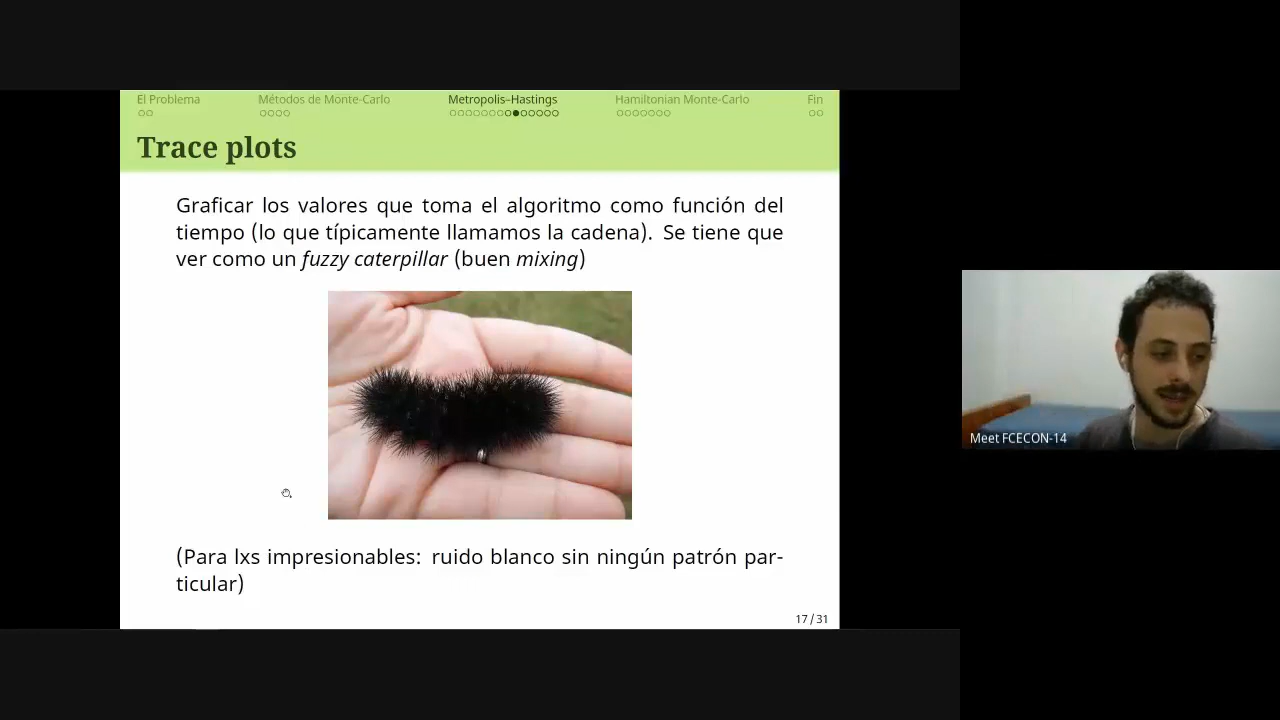 El Problema Métodos de Monte-Carlo Metropolis–Hastings Hamiltonian Monte-Carlo Fin
Trace plots
Graficar los valores que toma el algoritmo como función del
tiempo (lo que típicamente llamamos la cadena). Se tiene que
ver como un fuzzy caterpillar (buen mixing)
(Para lxs impresionables: ruido blanco sin ningún patrón par-
ticular)
17 / 31
Meet FCECON-14